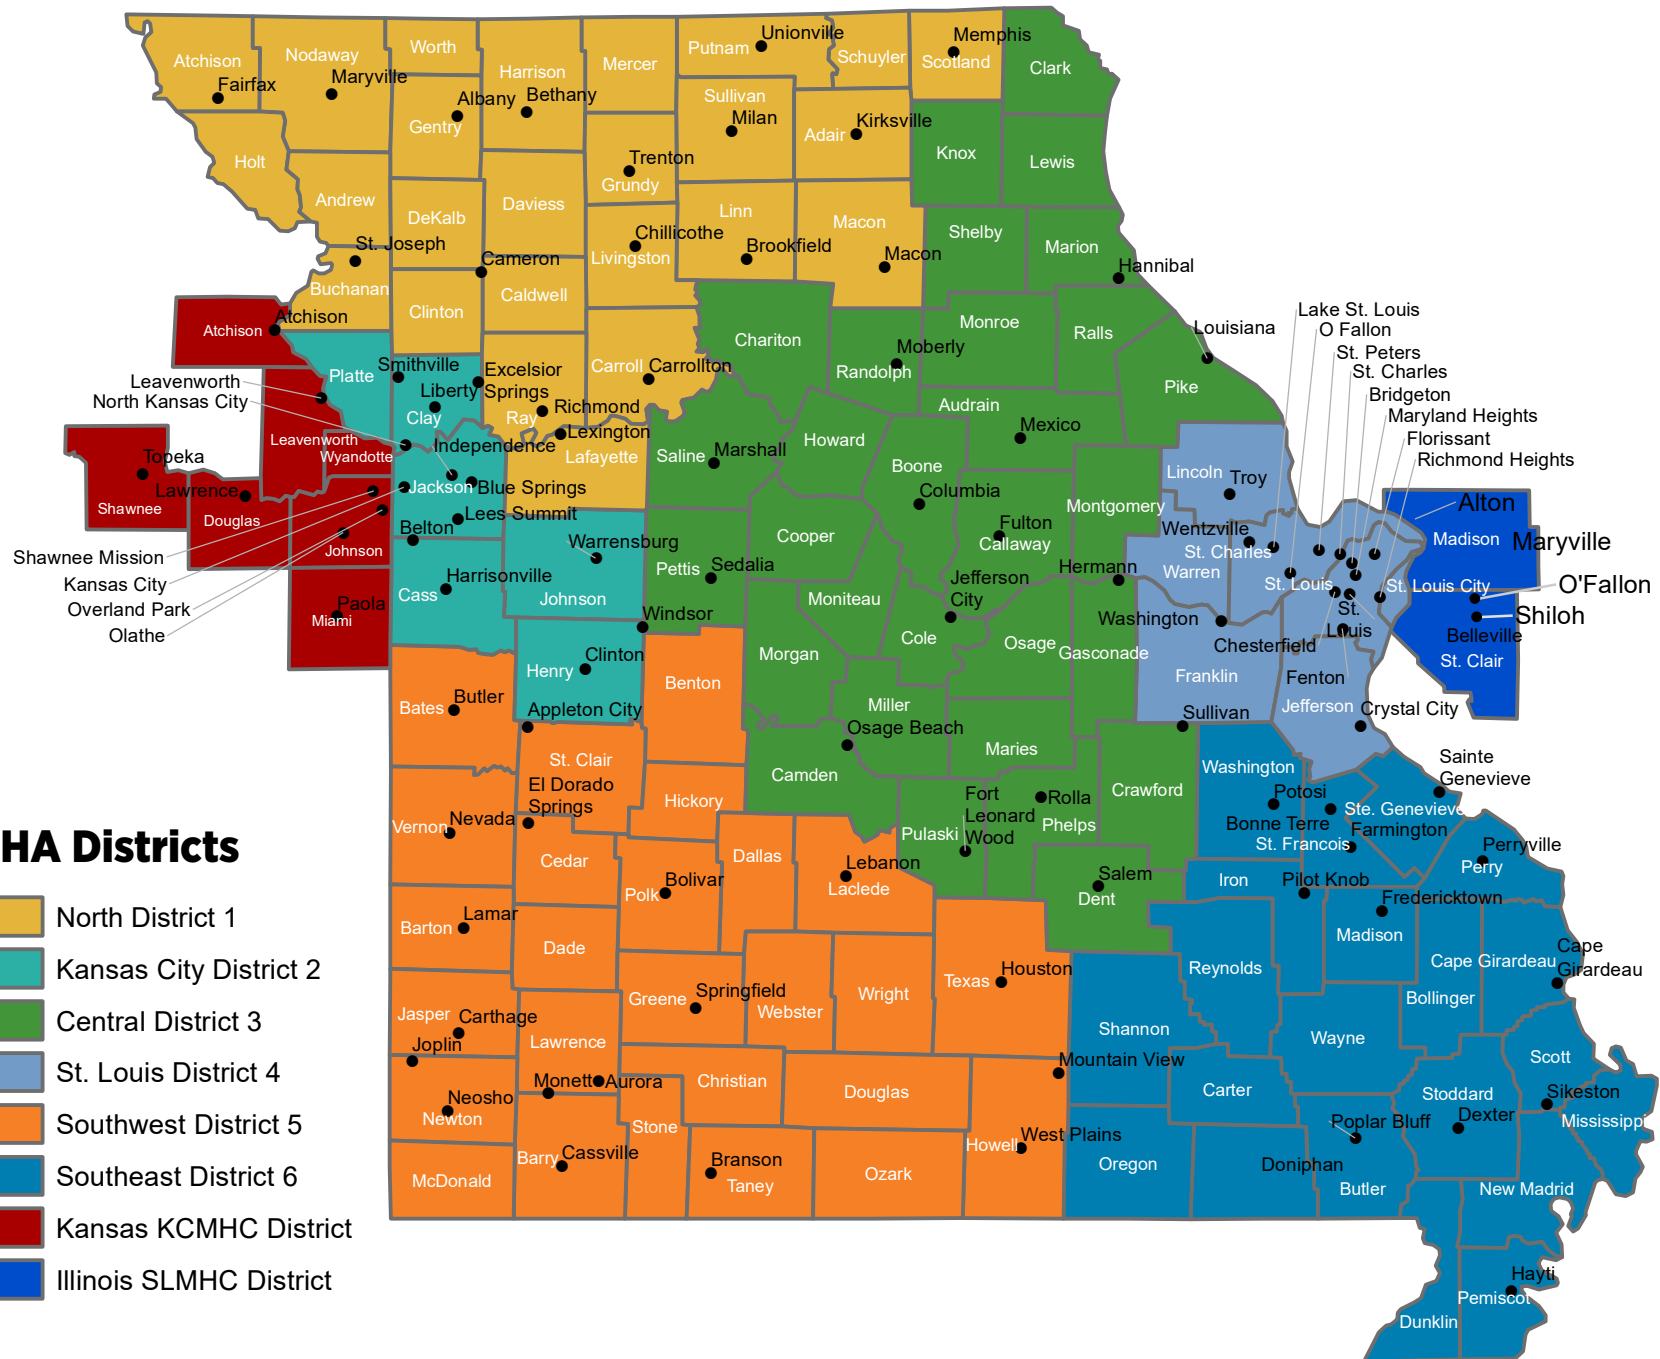 Unionville
Memphis
Putnam
Worth
Nodaway
Schuyler
Atchison
Scotland
Mercer
Clark
Harrison
Maryville
Fairfax
Albany
Bethany
Sullivan
Milan
Kirksville
Adair
Gentry
Knox
Lewis
Holt
Trenton
Grundy
Andrew
Daviess
DeKalb
Linn
Macon
Shelby
Marion
Chillicothe
Brookfield
Macon
St. Joseph
Livingston
Cameron
Hannibal
Buchanan
Caldwell
Clinton
Atchison
Atchison
Chariton
Monroe
Ralls
Louisiana
Lake St. Louis
O Fallon
St. Peters
St. Charles
Bridgeton
Maryland Heights
Florissant
Richmond Heights
Moberly
Randolph
Platte
Smithville
Excelsior
Springs
Liberty
Carroll
Carrollton
Pike
Leavenworth
North Kansas City
Clay
Ray
Richmond
Audrain
Mexico
Lexington
Independence
Leavenworth
Wyandotte
Lafayette
Saline
Marshall
Howard
Boone
Columbia
Lincoln
Troy
Topeka
Lawrence
Jackson
Blue Springs
Shawnee
Douglas
Lees Summit
Belton
Montgomery
Alton
Madison
Maryville
Fulton
Callaway
Cooper
Wentzville
St. Charles
Warren
Johnson
Warrensburg
Shawnee Mission
Kansas City
Overland Park
Olathe
Pettis
Sedalia
Hermann
Harrisonville
Cass
Johnson
Jefferson
City
Moniteau
St. Louis
St. Louis City
O'Fallon
Shiloh
St.
Louis
Belleville
St. Clair
Paola
Miami
Windsor
Washington
Chesterfield
Cole
Osage
Gasconade
Morgan
Clinton
Henry
Benton
Franklin
Fenton
Butler
Bates
Appleton City
Miller
Osage Beach
Jefferson
Crystal City
Sullivan
Maries
St. Clair
Camden
Washington
Sainte
Genevieve
El Dorado
Springs
Hickory
Fort
Leonard
Wood
Rolla
Phelps
Crawford
Potosi
Bonne Terre
Ste. Genevieve
Farmington
St. Francois
Vernon
Nevada
Pulaski
HA Districts
Cedar
Dallas
Lebanon
Laclede
Perryville
Perry
Polk
Bolivar
Salem
Dent
Iron
Pilot Knob
Fredericktown
North District 1
Barton
Lamar
Madison
Dade
Cape
Girardeau
Cape Girardeau
Kansas City District 2
Texas
Houston
Reynolds
Greene
Springfield
Webster
Wright
Bollinger
Central District 3
Jasper
Carthage
Lawrence
Shannon
Wayne
Joplin
Mountain View
Scott
St. Louis District 4
Monett
Aurora
Christian
Douglas
Carter
Stoddard
Sikeston
Neosho
Newton
Stone
Dexter
Mississippi
Southwest District 5
Poplar Bluff
Howell
West Plains
Cassville
Barry
Branson
Taney
Ozark
Oregon
Doniphan
Butler
New Madrid
McDonald
Southeast District 6
Kansas KCMHC District
Illinois SLMHC District
Hayti
Pemiscot
Dunklin